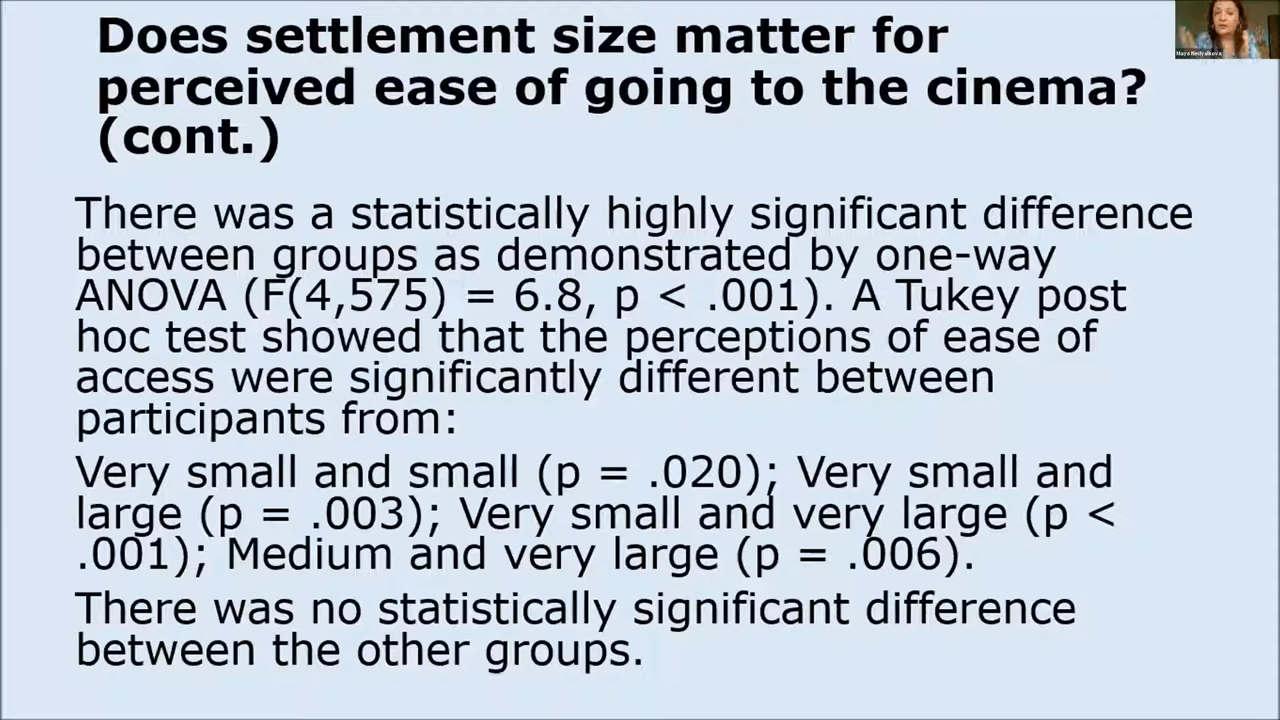 Does settlement size matter for
perceived ease of going to the cinema?
(cont.)
Maya Nedyalkova
There was a statistically highly significant difference
between groups as demonstrated by one-way
ANOVA (F(4,575) = 6.8, p < .001). A Tukey post
hoc test showed that the perceptions of ease of
access were significantly different between
participants from:
Very small and small (p = .020); Very small and
large (p = .003); Very small and very large (p <
.001); Medium and very large (p = .006).
There was no statistically significant difference
between the other groups.